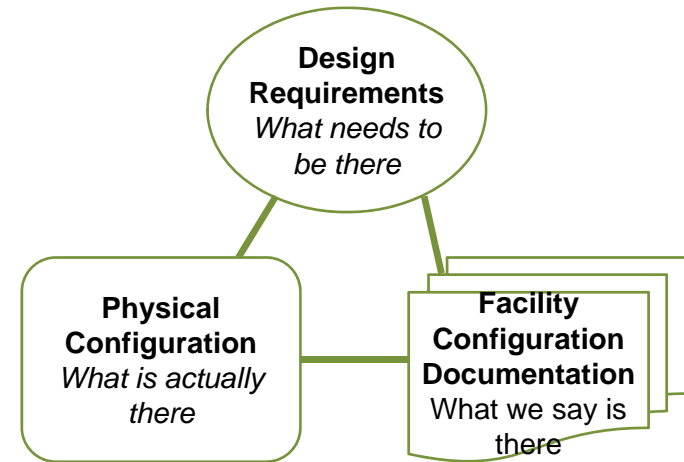 Design
Requirements
What needs to
be there
Physical
Configuration
What is actually
there
Facility
Configuration
Documentation
What we say is
there